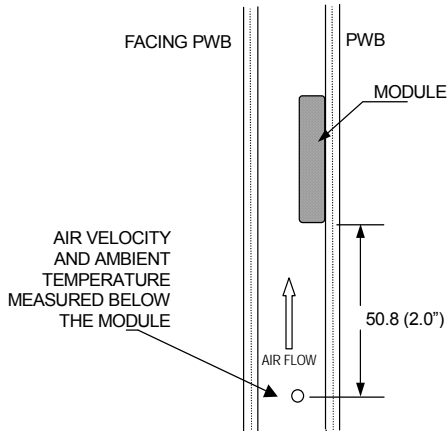 FACING PWB
PWB
MODULE
AIR VELOCITY
AND AMBIENT
TEMPERATURE
MEASURED BELOW
THE MODULE
AIR FLOW
50.8 (2.0”)